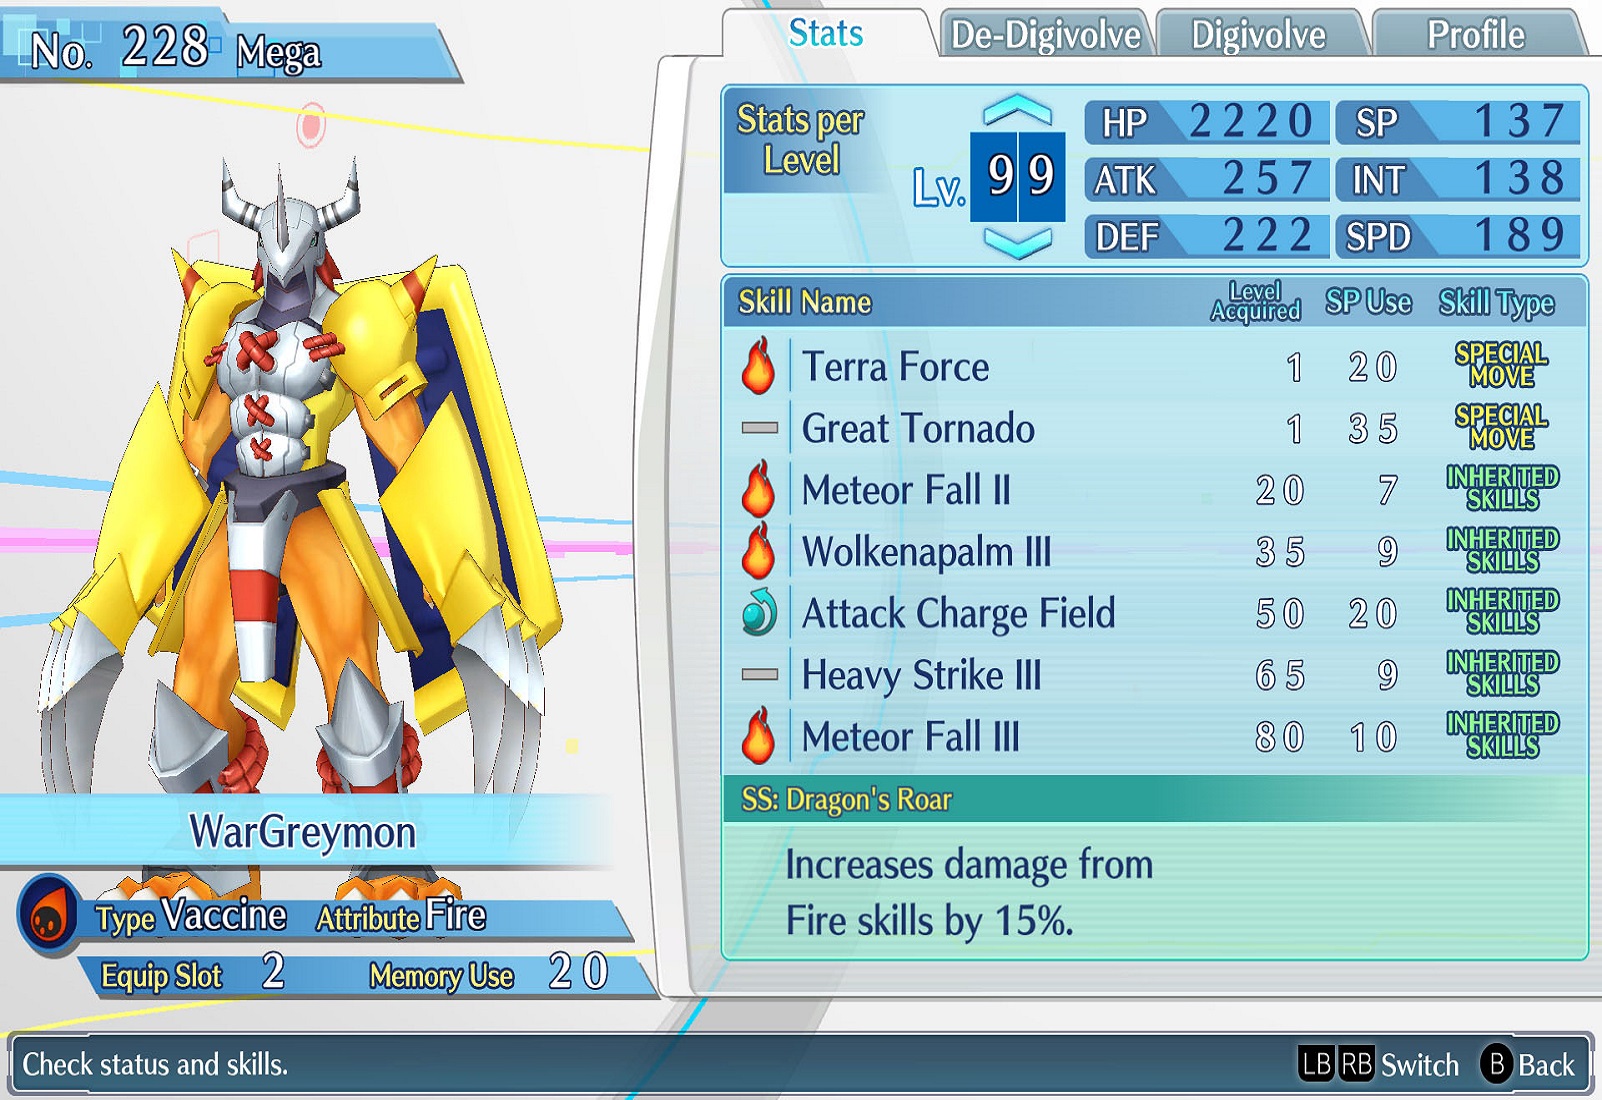 No. 228 Mega
Stats
De-Digivolve
Digivolve
Profile
Stats per
Level
Lv. 99
HP 2220
SP 137
ATK 257
INT 138
DEF 222
SPD 189
Skill Name
Level
Acquired
SP Use
Skill Type
Terra Force 1 20 SPECIAL
MOVE
Great Tornado 1 35 SPECIAL
MOVE
Meteor Fall II 20 7 INHERITED
SKILLS
Wolkenapalm III 35 9 INHERITED
SKILLS
Attack Charge Field 50 20 INHERITED
SKILLS
Heavy Strike III 65 9 INHERITED
SKILLS
Meteor Fall III 80 10 INHERITED
SKILLS
SS: Dragon's Roar
Increases damage from
Fire skills by 15%.
WarGreymon
Type Vaccine Attribute Fire
Equip Slot 2 Memory Use 20
Check status and skills.
LB RB Switch B Back